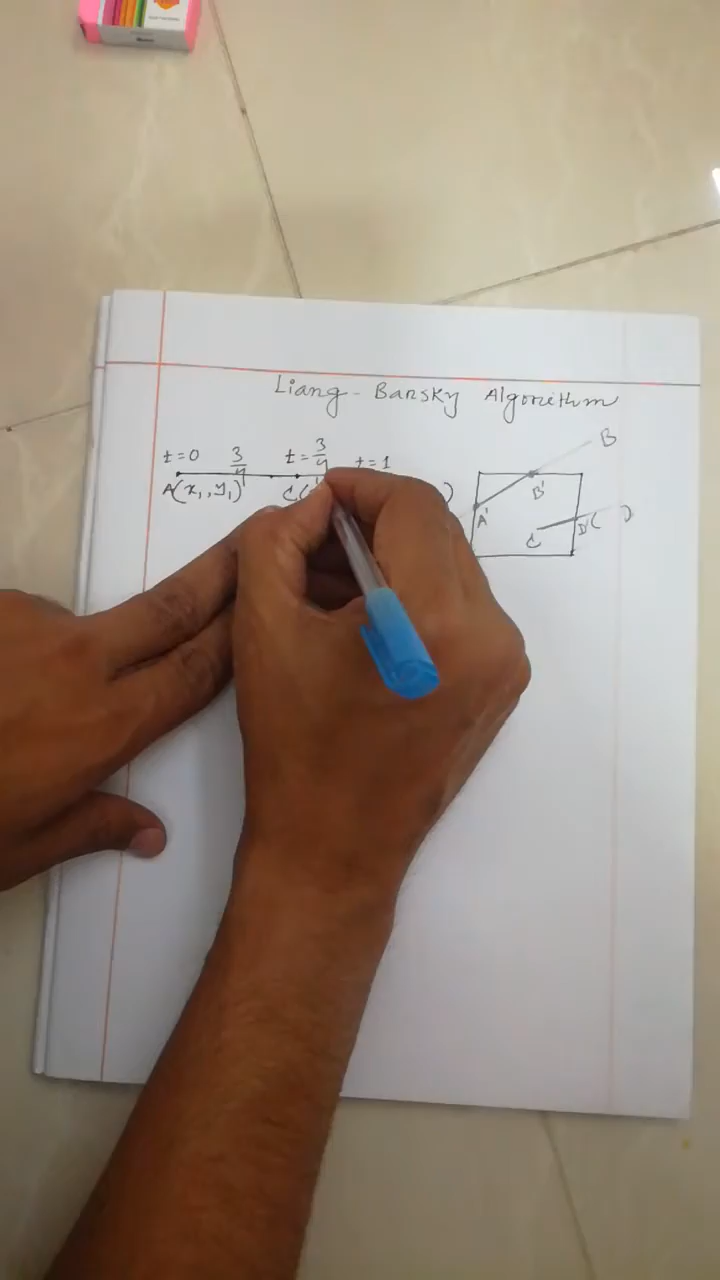 Liang - Barsky Algorithm
t=0 3/4 t=3/4 t=1
A(x₁, y₁) C( )
B
B'
A'
C D' ( )